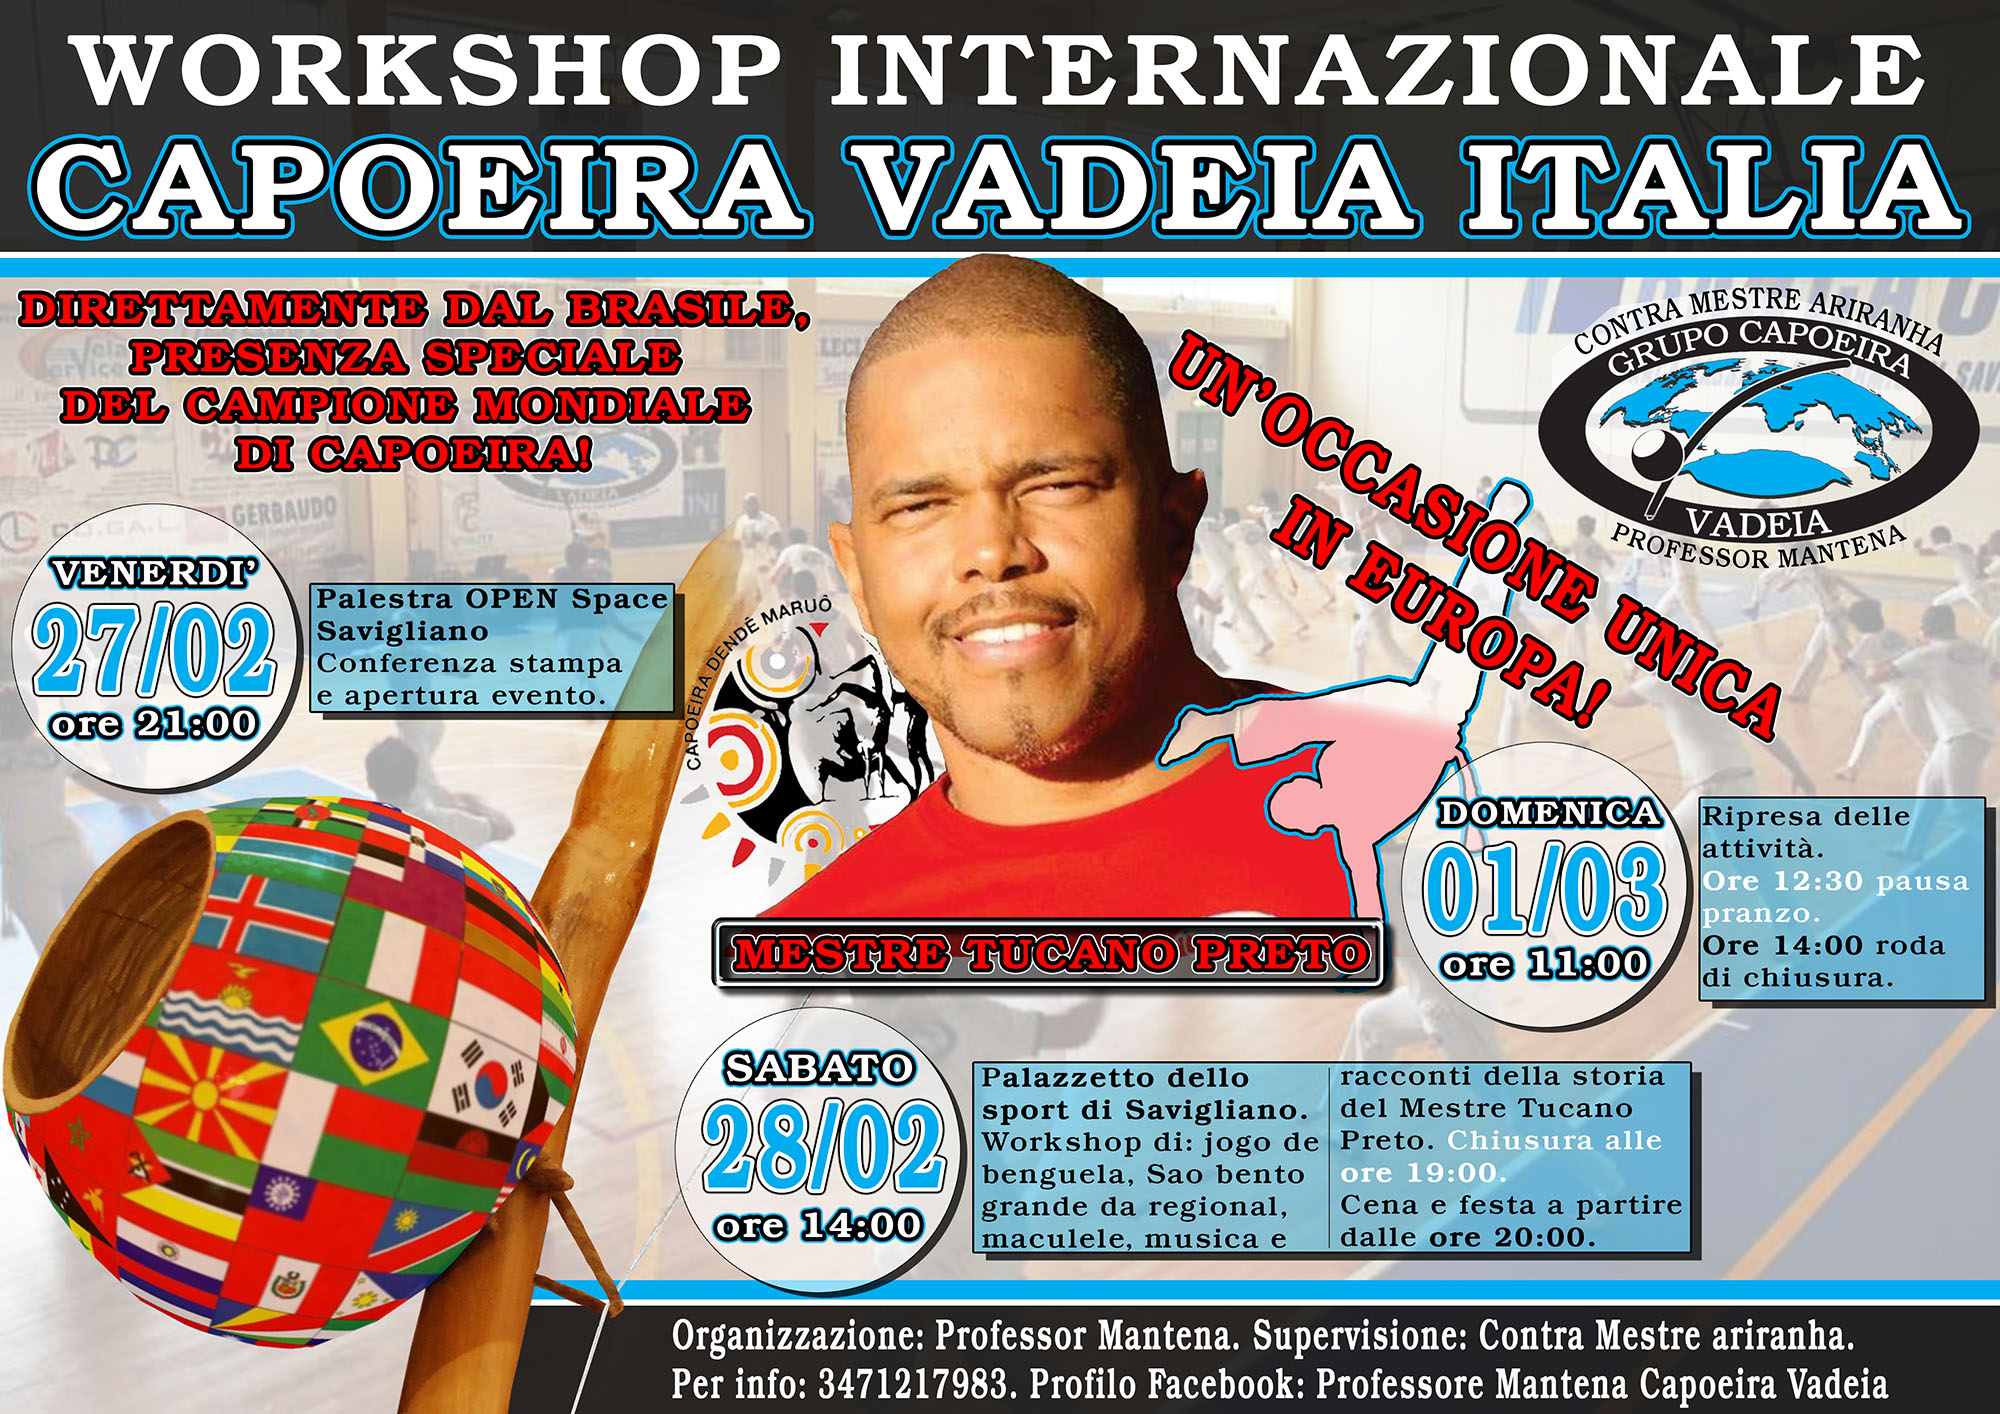 WORKSHOP INTERNAZIONALE
CAPOEIRA VADEIA ITALIA
DIRETTAMENTE DAL BRASILE,
PRESENZA SPECIALE
DEL CAMPIONE MONDIALE
DI CAPOEIRA!
UN'OCCASIONE UNICA
IN EUROPA!
CONTRA MESTRE ARIRANHA
GRUPO CAPOEIRA
VADEIA
PROFESSOR MANTENA
VENERDI'
27/02
ore 21:00
Palestra OPEN Space
Savigliano
Conferenza stampa
e apertura evento.
GERBAUDO
VADEIA
CAPOEIRA DENDÊ MARUÔ
MESTRE TUCANO PRETO
DOMENICA
01/03
ore 11:00
Ripresa delle
attività.
Ore 12:30 pausa
pranzo.
Ore 14:00 roda
di chiusura.
SABATO
28/02
ore 14:00
Palazzetto dello
sport di Savigliano.
Workshop di: jogo de
benguela, Sao bento
grande da regional,
maculele, musica e
racconti della storia
del Mestre Tucano
Preto. Chiusura alle
ore 19:00.
Cena e festa a partire
dalle ore 20:00.
Organizzazione: Professor Mantena. Supervisione: Contra Mestre ariranha.
Per info: 3471217983. Profilo Facebook: Professore Mantena Capoeira Vadeia